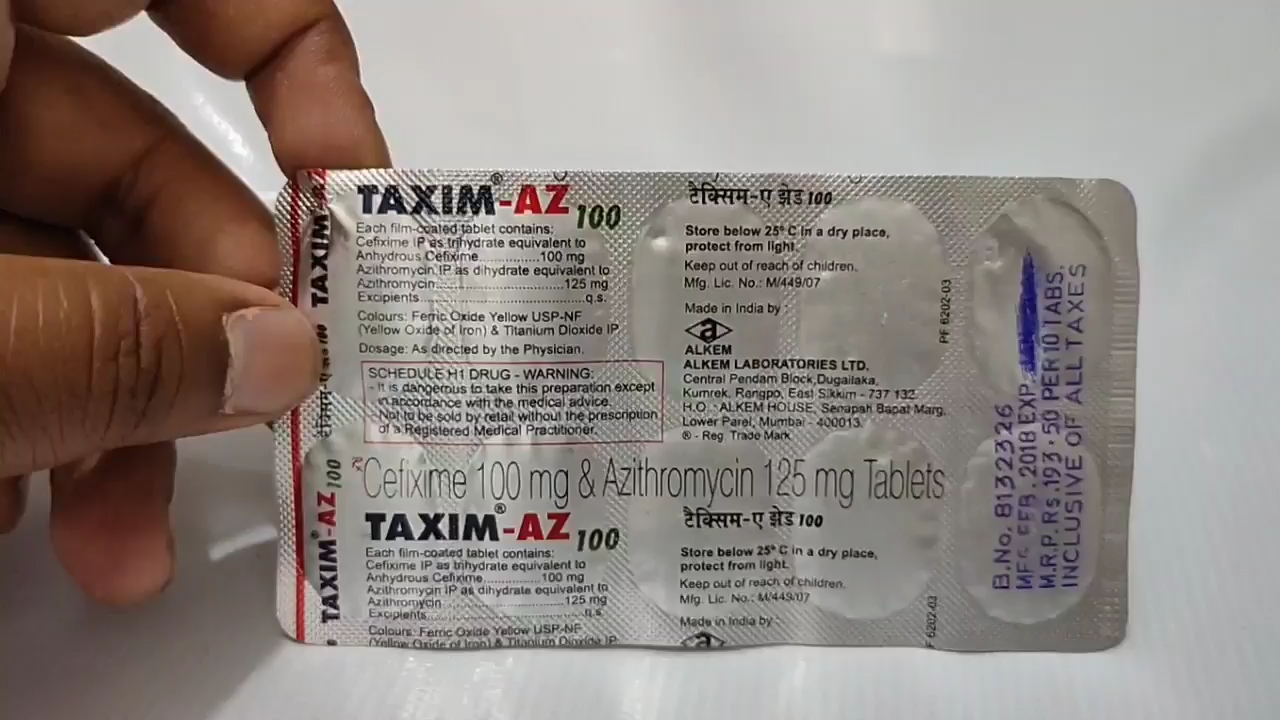 TAXIM®-AZ 100
Each film-coated tablet contains:
Cefixime IP as trihydrate equivalent to
Anhydrous Cefixime...............100 mg
Azithromycin IP as dihydrate equivalent to
Azithromycin..............................125 mg
Excipients.......................................q.s.
Colours: Ferric Oxide Yellow USP-NF
(Yellow Oxide of Iron) & Titanium Dioxide IP.
Dosage: As directed by the Physician.
SCHEDULE H1 DRUG - WARNING:
- It is dangerous to take this preparation except
in accordance with the medical advice.
- Not to be sold by retail without the prescription
of a Registered Medical Practitioner.
टैक्सिम-ए झेड 100
Store below 25° C in a dry place,
protect from light.
Keep out of reach of children.
Mfg. Lic. No.: M/449/07
Made in India by :
a
ALKEM
ALKEM LABORATORIES LTD.
Central Pendam Block, Dugailaka,
Kumrek, Rangpo, East Sikkim - 737 132.
H.O.: ALKEM HOUSE, Senapati Bapat Marg,
Lower Parel, Mumbai - 400013.
® - Reg. Trade Mark
PF 6202-03
Cefixime 100 mg & Azithromycin 125 mg Tablets
TAXIM®-AZ 100
Each film-coated tablet contains:
Cefixime IP as trihydrate equivalent to
Anhydrous Cefixime...............100 mg
Azithromycin IP as dihydrate equivalent to
Azithromycin..............................125 mg
Excipients.......................................q.s.
Colours: Ferric Oxide Yellow USP-NF
(Yellow Oxide of Iron) & Titanium Dioxide IP.
टैक्सिम-ए झेड 100
Store below 25° C in a dry place,
protect from light.
Keep out of reach of children.
Mfg. Lic. No.: M/449/07
Made in India by :
6202-03
TAXIM
TAXIM®-AZ 100
B.No. 8132326
MFG. FEB. 2018 EXP.
M.R.P. Rs.193.50 PER 10 TABS.
INCLUSIVE OF ALL TAXES